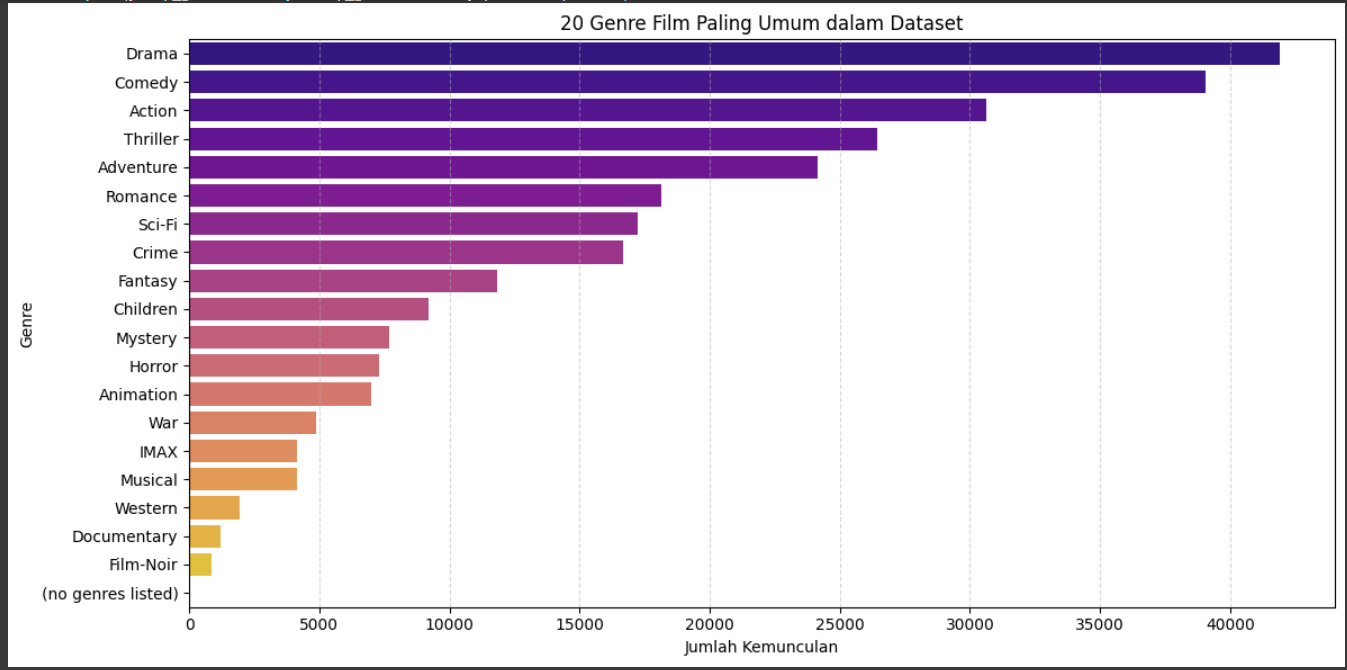 20 Genre Film Paling Umum dalam Dataset
Genre
Drama
Comedy
Action
Thriller
Adventure
Romance
Sci-Fi
Crime
Fantasy
Children
Mystery
Horror
Animation
War
IMAX
Musical
Western
Documentary
Film-Noir
(no genres listed)
0 5000 10000 15000 20000 25000 30000 35000 40000
Jumlah Kemunculan